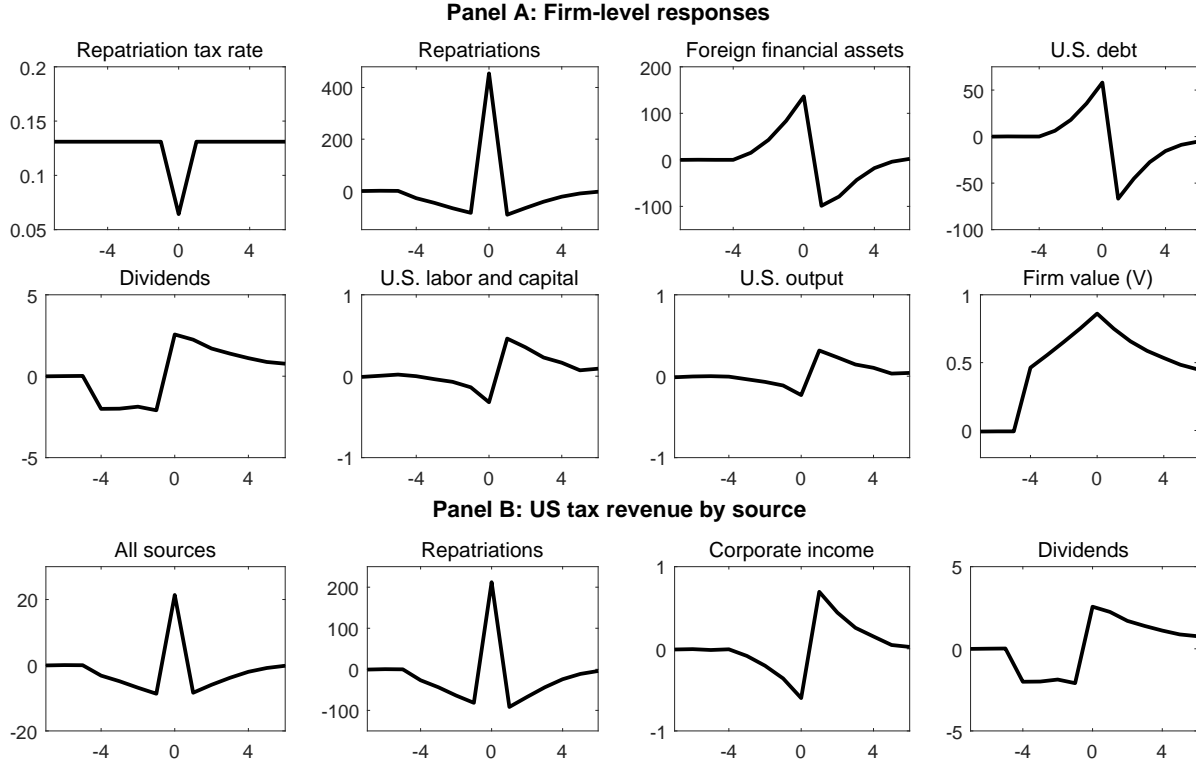 Panel A: Firm-level responses
Repatriation tax rate
0.2
0.15
0.1
0.05
-4 0 4
Repatriations
400
200
0
-4 0 4
Foreign financial assets
200
100
0
-100
-4 0 4
U.S. debt
50
0
-50
-100
-4 0 4
Dividends
5
0
-5
-4 0 4
U.S. labor and capital
1
0
-1
-4 0 4
U.S. output
1
0
-1
-4 0 4
Firm value (V)
1
0.5
0
-4 0 4
Panel B: US tax revenue by source
All sources
20
0
-20
-4 0 4
Repatriations
200
100
0
-100
-4 0 4
Corporate income
1
0
-1
-4 0 4
Dividends
5
0
-5
-4 0 4